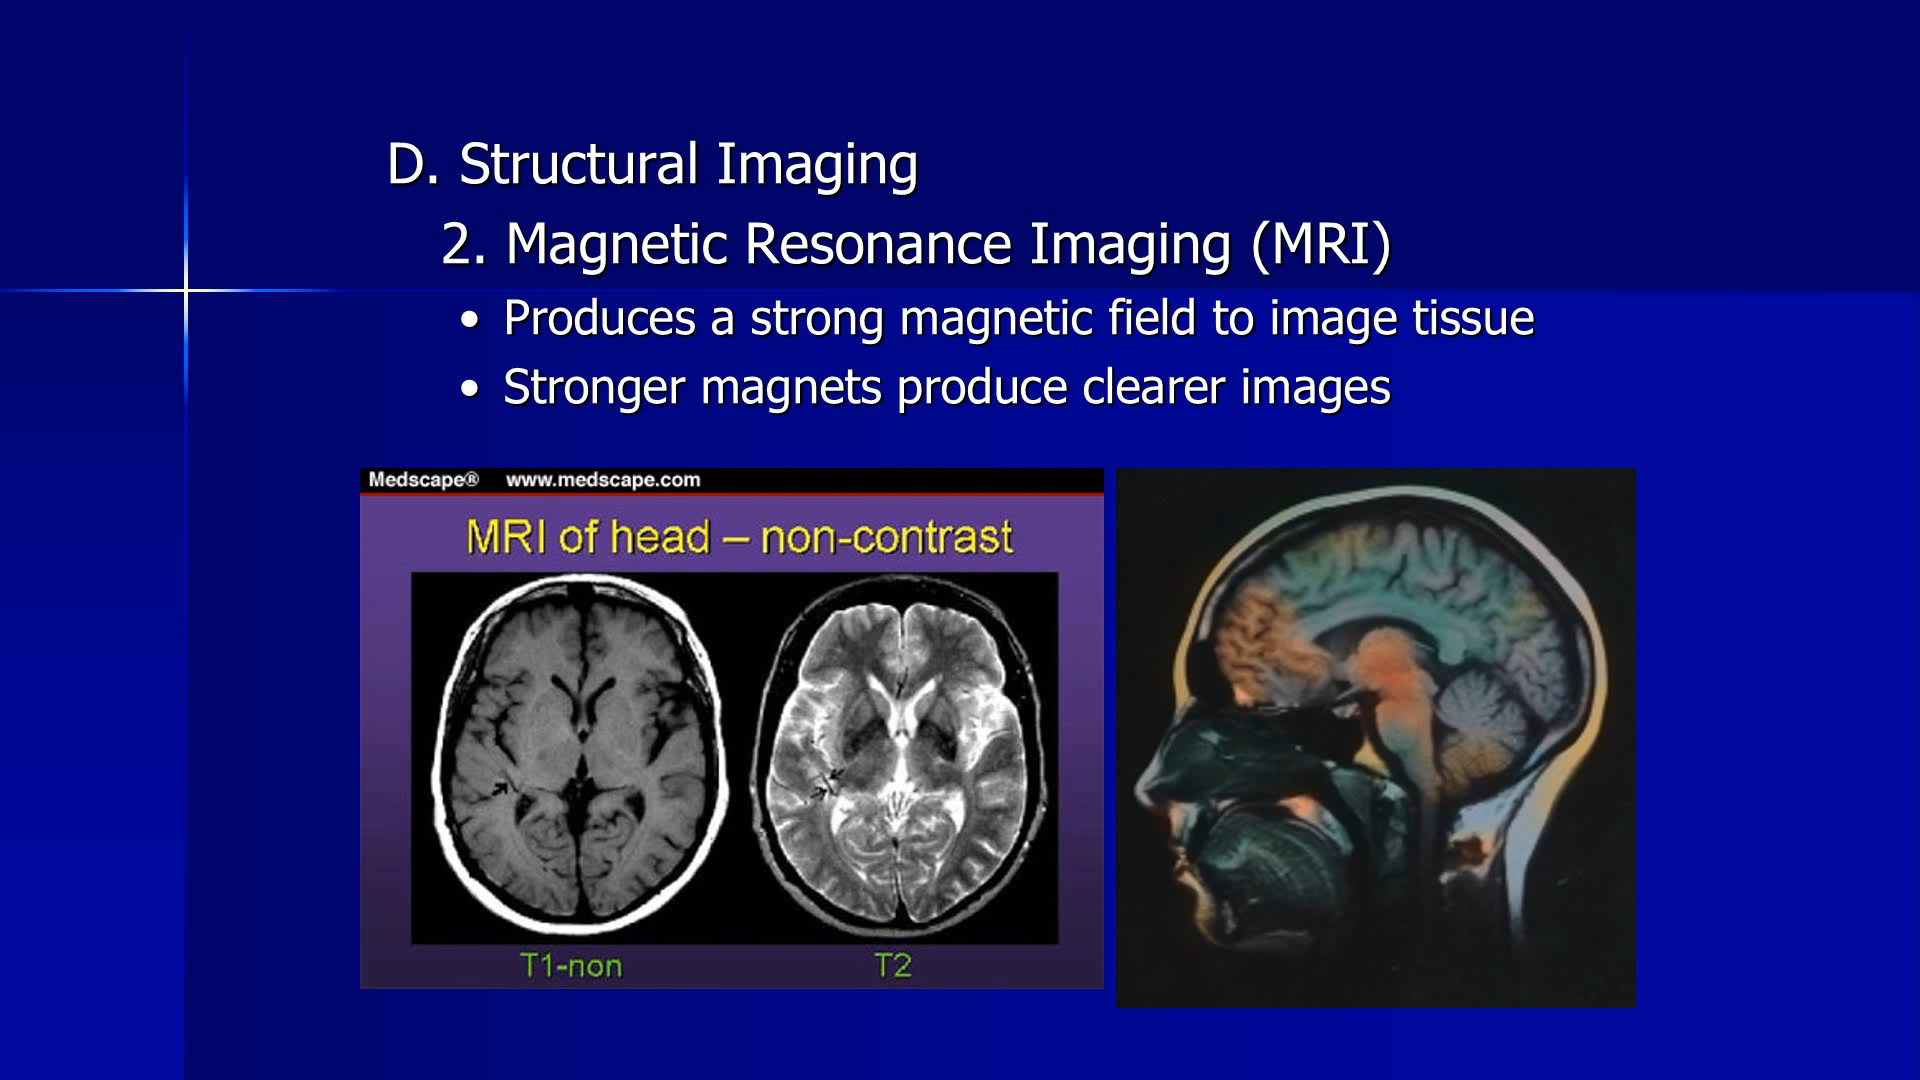 D. Structural Imaging
2. Magnetic Resonance Imaging (MRI)
• Produces a strong magnetic field to image tissue
• Stronger magnets produce clearer images
Medscape® www.medscape.com
MRI of head – non-contrast
T1-non T2